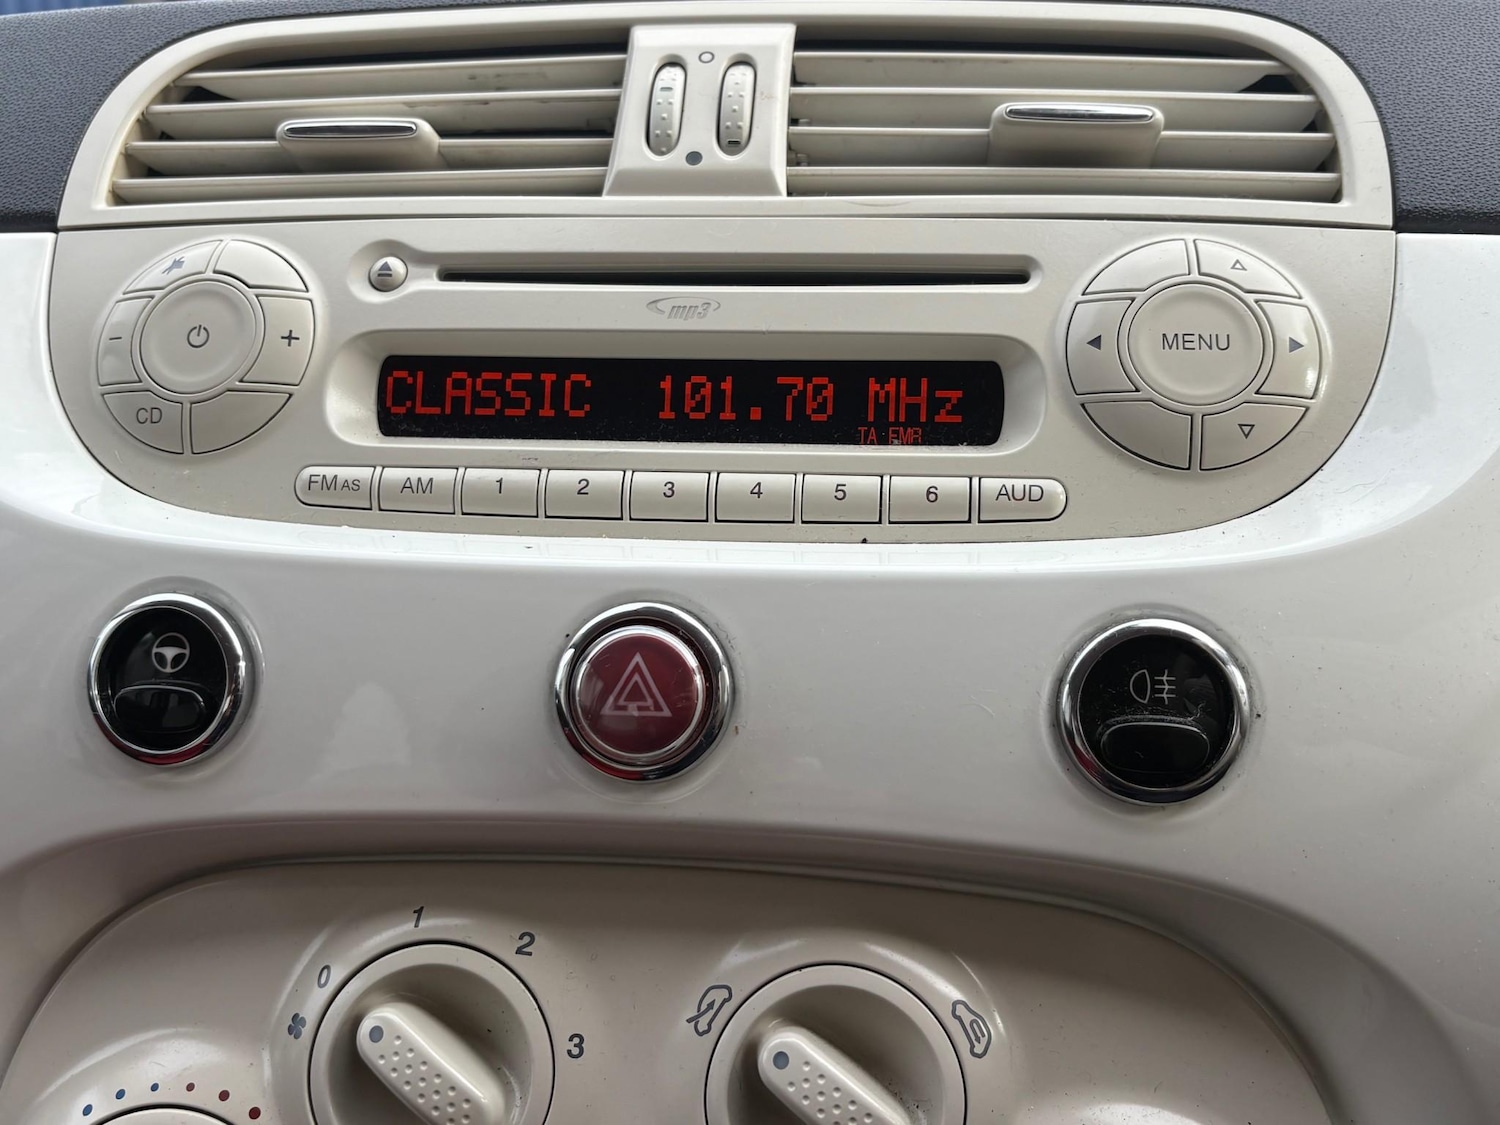 mp3
MENU
CD
CLASSIC 101.70 MHz
TA FMA
FM AS AM 1 2 3 4 5 6 AUD
0 1 2 3